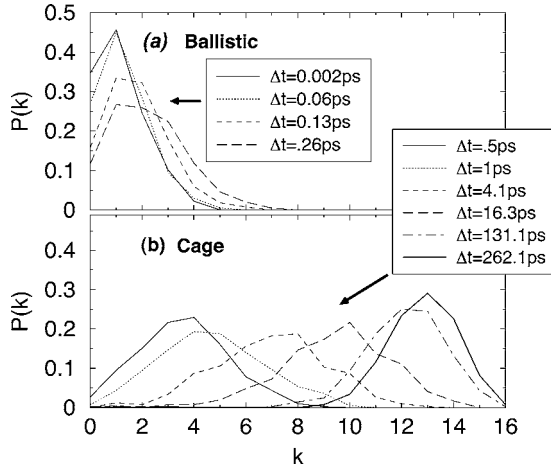 0.5
(a) Ballistic
0.4
Δt=0.002ps
Δt=0.06ps
Δt=0.13ps
Δt=.26ps
0.3
P(k)
0.2
0.1
0
Δt=.5ps
Δt=1ps
Δt=4.1ps
Δt=16.3ps
Δt=131.1ps
Δt=262.1ps
(b) Cage
0.4
0.3
P(k)
0.2
0.1
0
0 2 4 6 8 10 12 14 16
k